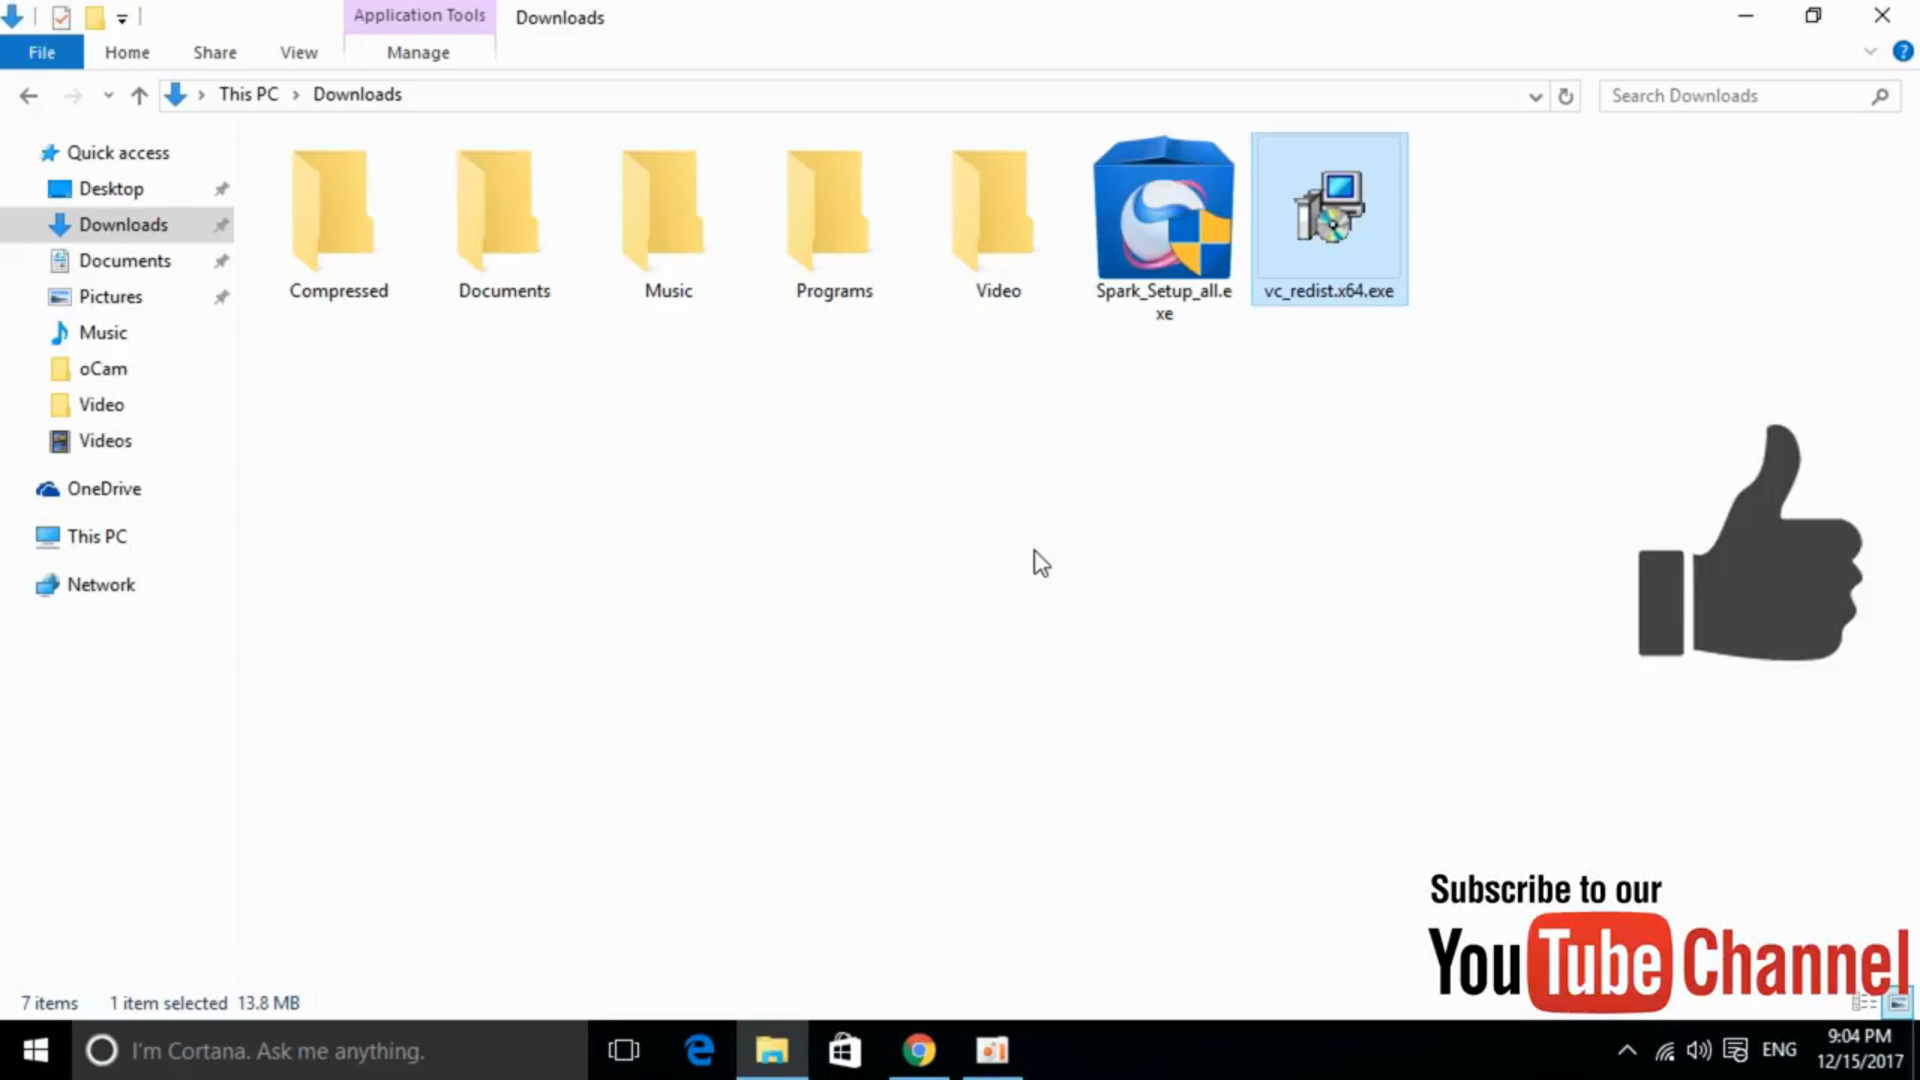 Application Tools
Downloads
File
Home
Share
View
Manage
?
This PC
Downloads
Search Downloads
Quick access
Desktop
Downloads
Documents
Pictures
Music
oCam
Video
Videos
OneDrive
This PC
Network
Compressed
Documents
Music
Programs
Video
Spark_Setup_all.e
xe
vc_redist.x64.exe
Subscribe to our
YouTube Channel
7 items
1 item selected 13.8 MB
I'm Cortana. Ask me anything.
ENG
9:04 PM
12/15/2017